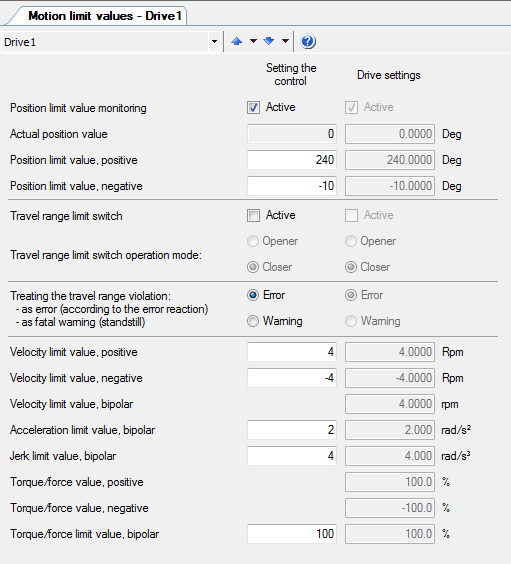 Motion limit values - Drive1
Drive1
Setting the control Drive settings
Position limit value monitoring Active Active
Actual position value 0 0.0000 Deg
Position limit value, positive 240 240.0000 Deg
Position limit value, negative -10 -10.0000 Deg
Travel range limit switch Active Active
Opener Opener
Travel range limit switch operation mode:
Closer Closer
Treating the travel range violation: Error Error
- as error (according to the error reaction)
- as fatal warning (standstill) Warning Warning
Velocity limit value, positive 4 4.0000 Rpm
Velocity limit value, negative -4 -4.0000 Rpm
Velocity limit value, bipolar 4.0000 rpm
Acceleration limit value, bipolar 2 2.000 rad/s²
Jerk limit value, bipolar 4 4.000 rad/s³
Torque/force value, positive 100.0 %
Torque/force value, negative -100.0 %
Torque/force limit value, bipolar 100 100.0 %